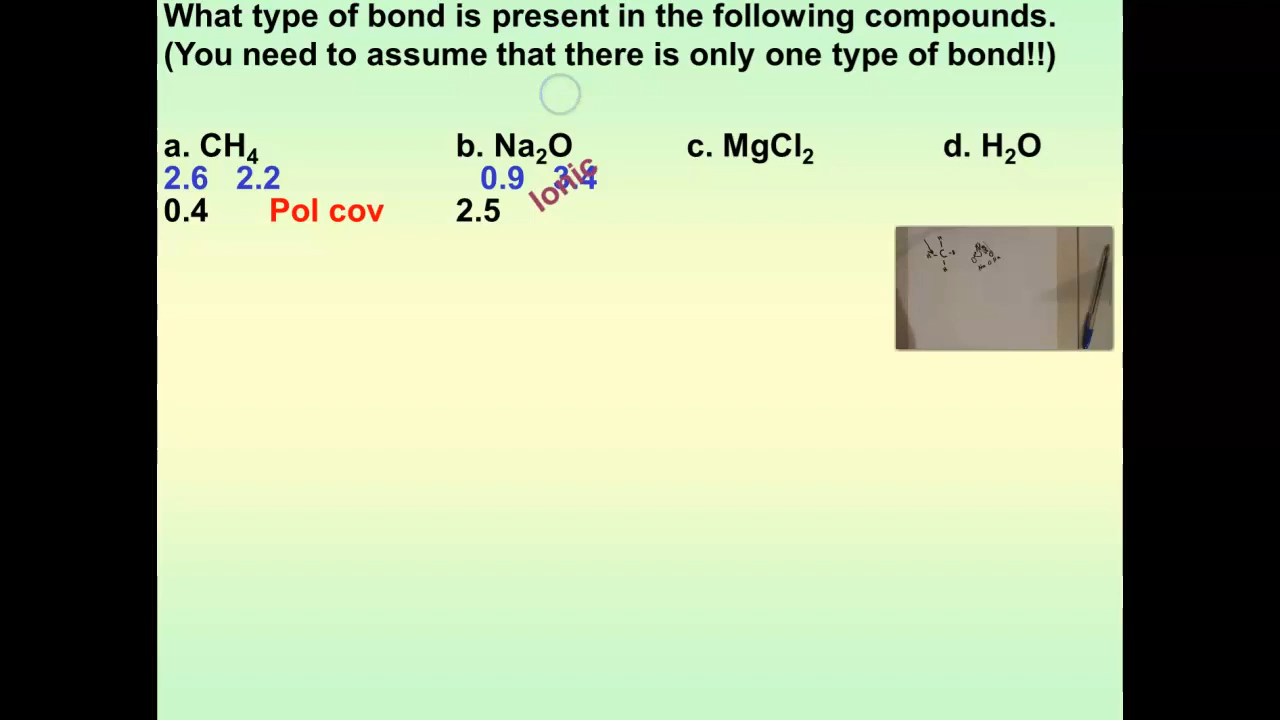 What type of bond is present in the following compounds.
(You need to assume that there is only one type of bond!!)
a. CH₄ b. Na₂O c. MgCl₂ d. H₂O
2.6 2.2 0.9 3.4 Ionic
0.4 Pol cov 2.5